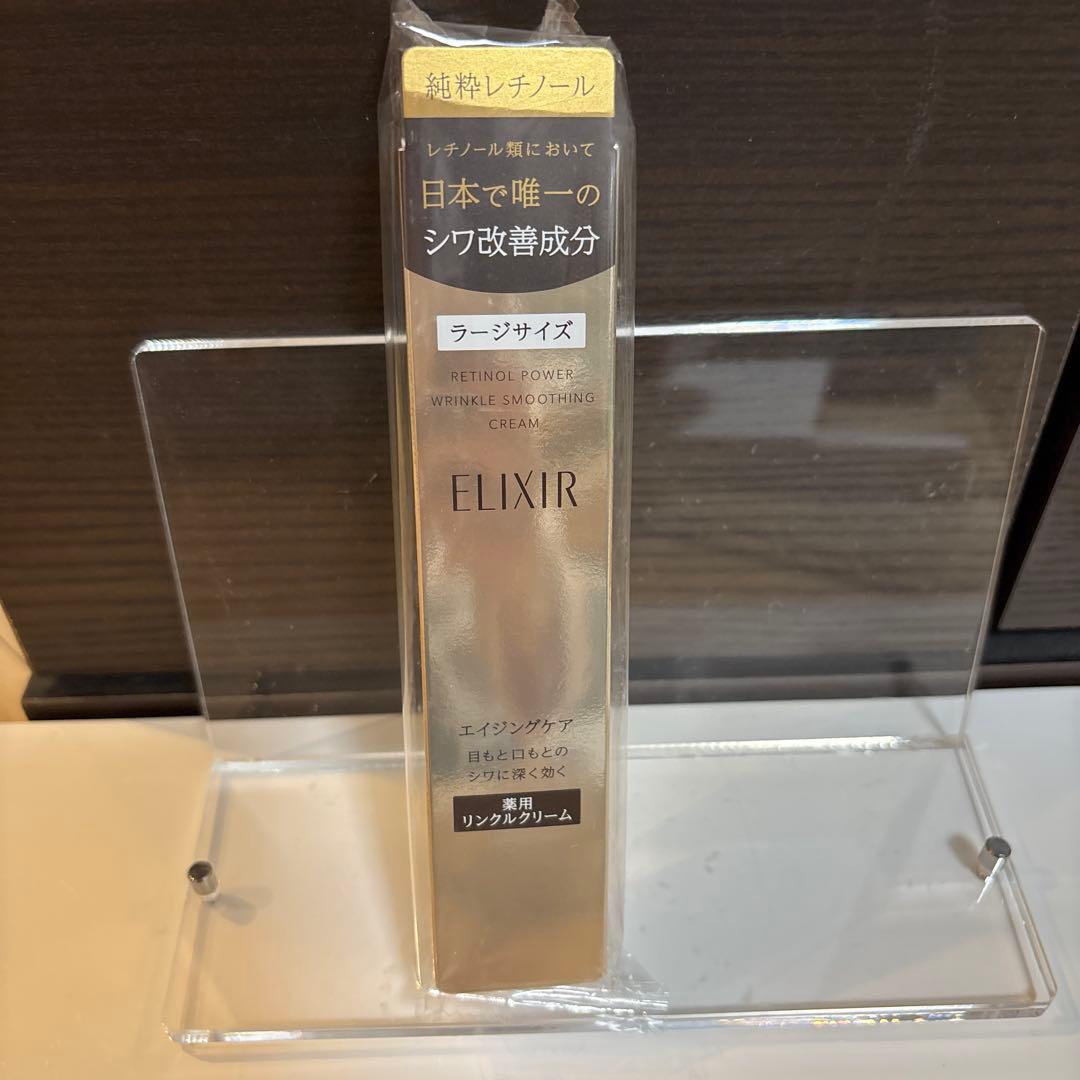 純粋レチノール
レチノール類において
日本で唯一の
シワ改善成分
ラージサイズ
RETINOL POWER
WRINKLE SMOOTHING
CREAM
ELIXIR
エイジングケア
目もと口もとの
シワに深く効く
薬用
リンクルクリーム